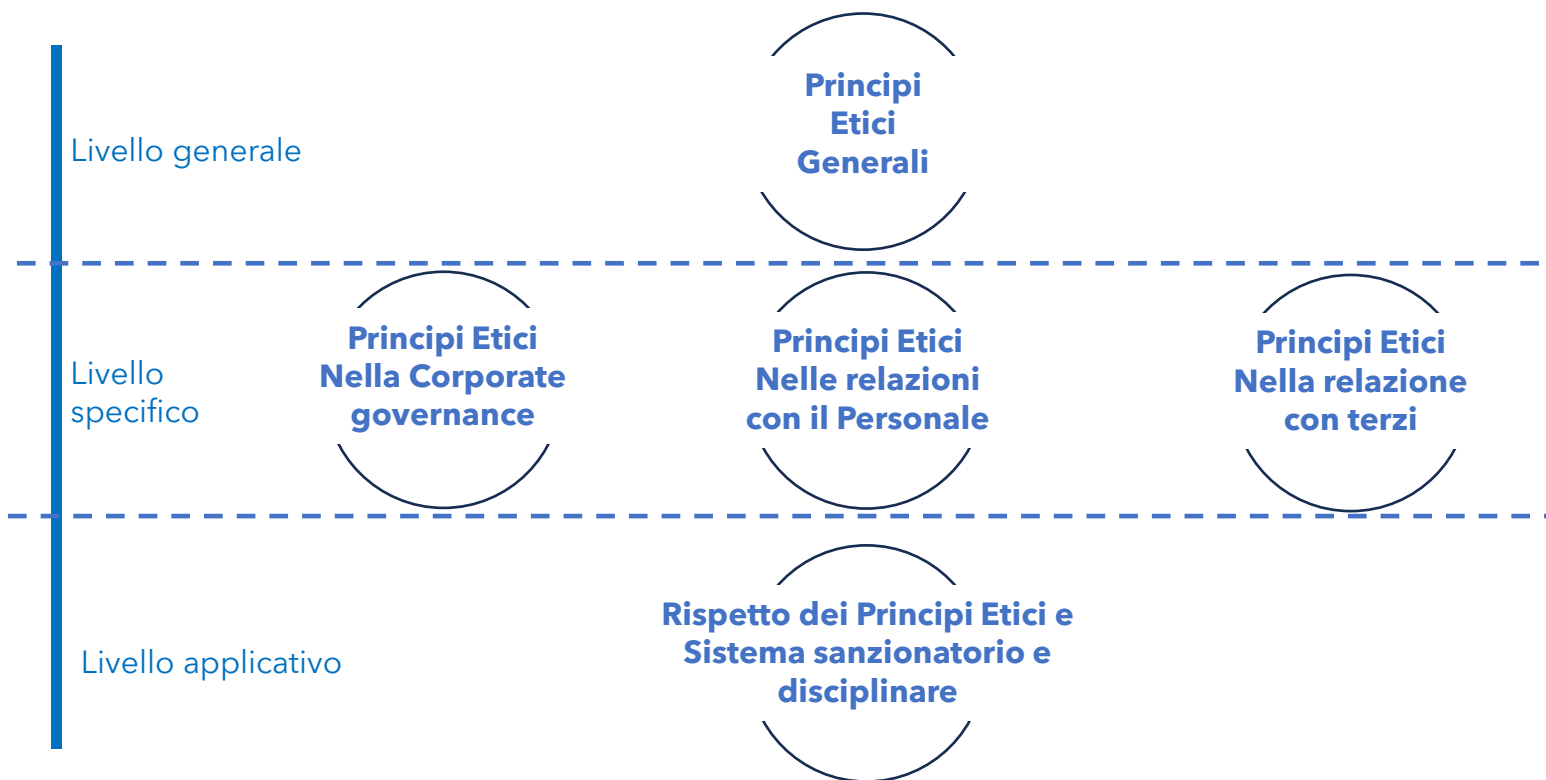 Livello generale
Principi
Etici
Generali
Livello
specifico
Principi Etici
Nella Corporate
governance
Principi Etici
Nelle relazioni
con il Personale
Principi Etici
Nella relazione
con terzi
Livello applicativo
Rispetto dei Principi Etici e
Sistema sanzionatorio e
disciplinare